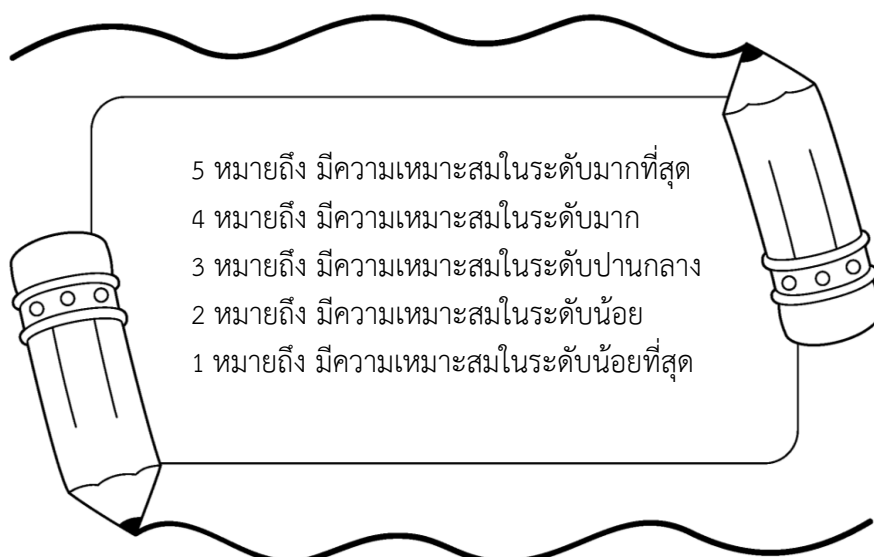 5 หมายถึง มีความเหมาะสมในระดับมากที่สุด
4 หมายถึง มีความเหมาะสมในระดับมาก
3 หมายถึง มีความเหมาะสมในระดับปานกลาง
2 หมายถึง มีความเหมาะสมในระดับน้อย
1 หมายถึง มีความเหมาะสมในระดับน้อยที่สุด